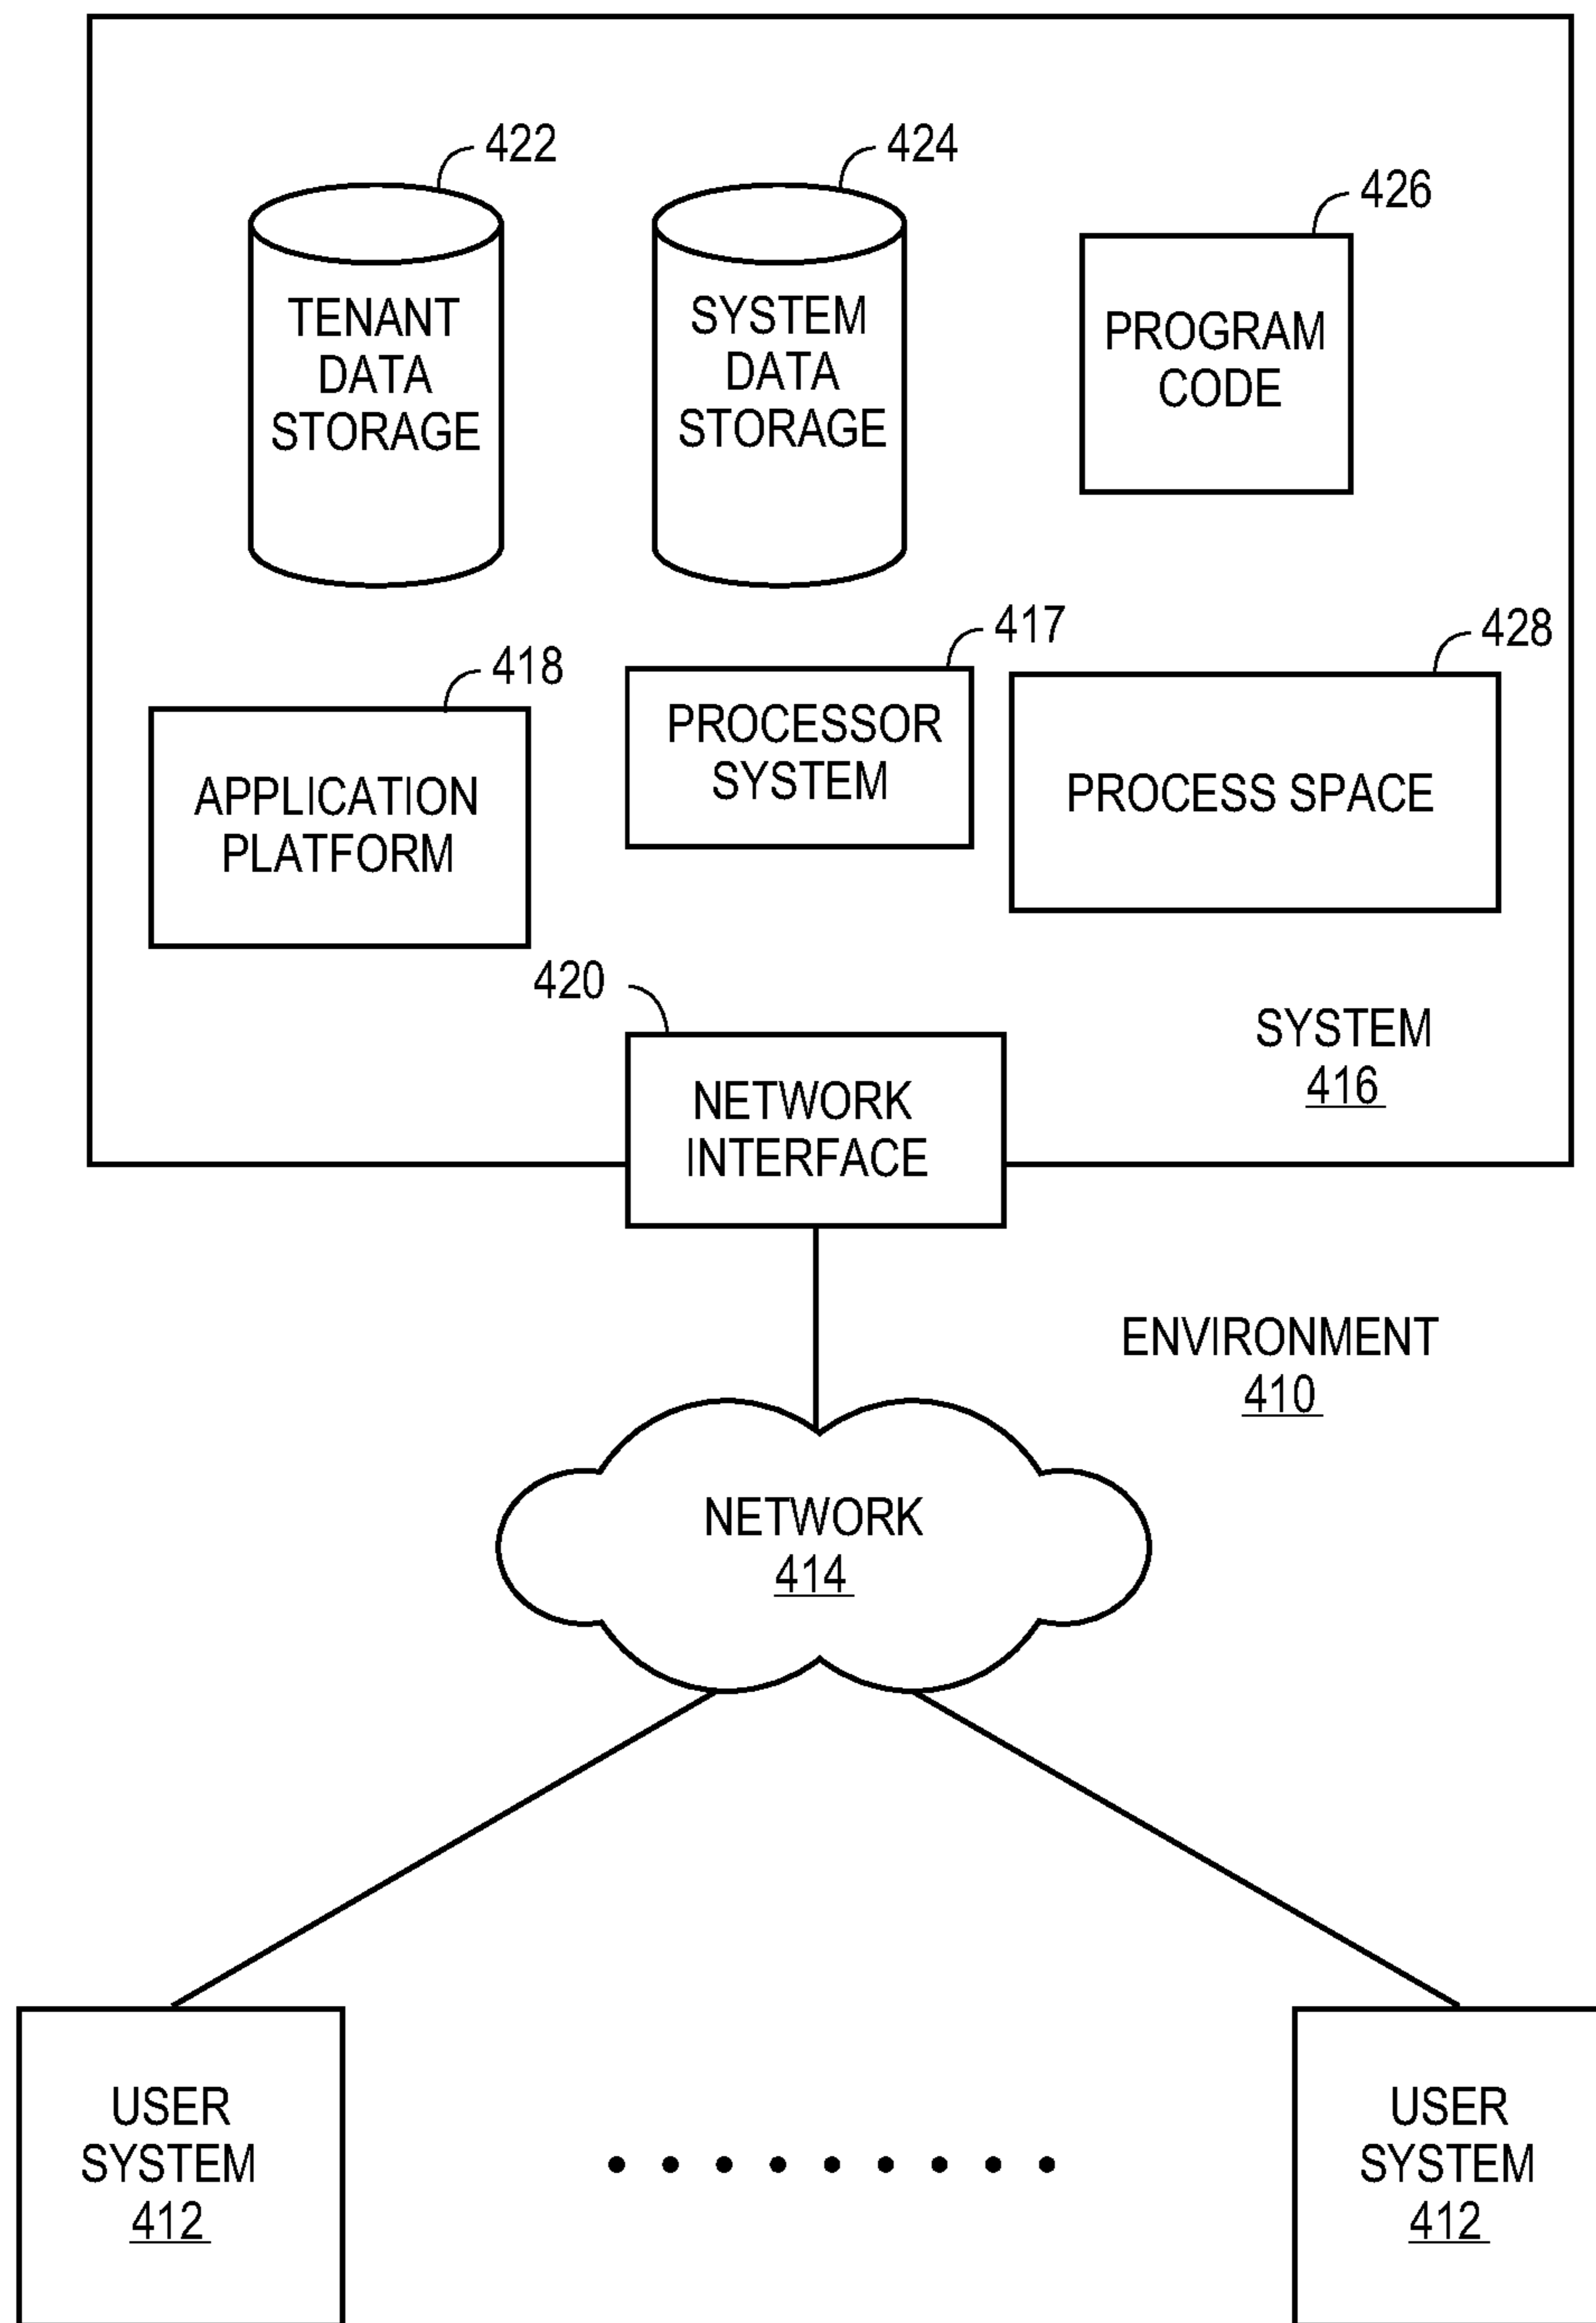 422
424
426
TENANT
DATA
STORAGE
SYSTEM
DATA
STORAGE
PROGRAM
CODE
418
417
428
APPLICATION
PLATFORM
PROCESSOR
SYSTEM
PROCESS SPACE
420
NETWORK
INTERFACE
SYSTEM
416
ENVIRONMENT
410
NETWORK
414
USER
SYSTEM
412
USER
SYSTEM
412